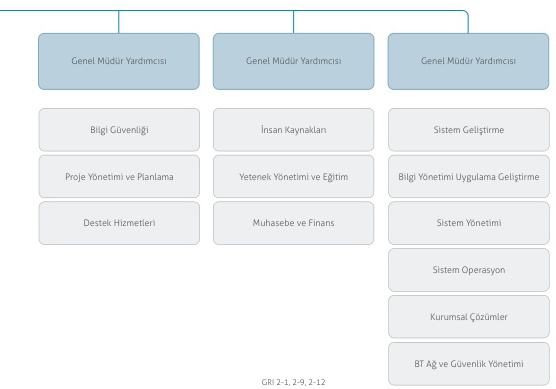 Genel Müdür Yardımcısı
Bilgi Güvenliği
Proje Yönetimi ve Planlama
Destek Hizmetleri
Genel Müdür Yardımcısı
İnsan Kaynakları
Yetenek Yönetimi ve Eğitim
Muhasebe ve Finans
Genel Müdür Yardımcısı
Sistem Geliştirme
Bilgi Yönetimi Uygulama Geliştirme
Sistem Yönetimi
Sistem Operasyon
Kurumsal Çözümler
BT Ağ ve Güvenlik Yönetimi
GRI 2-1, 2-9, 2-12